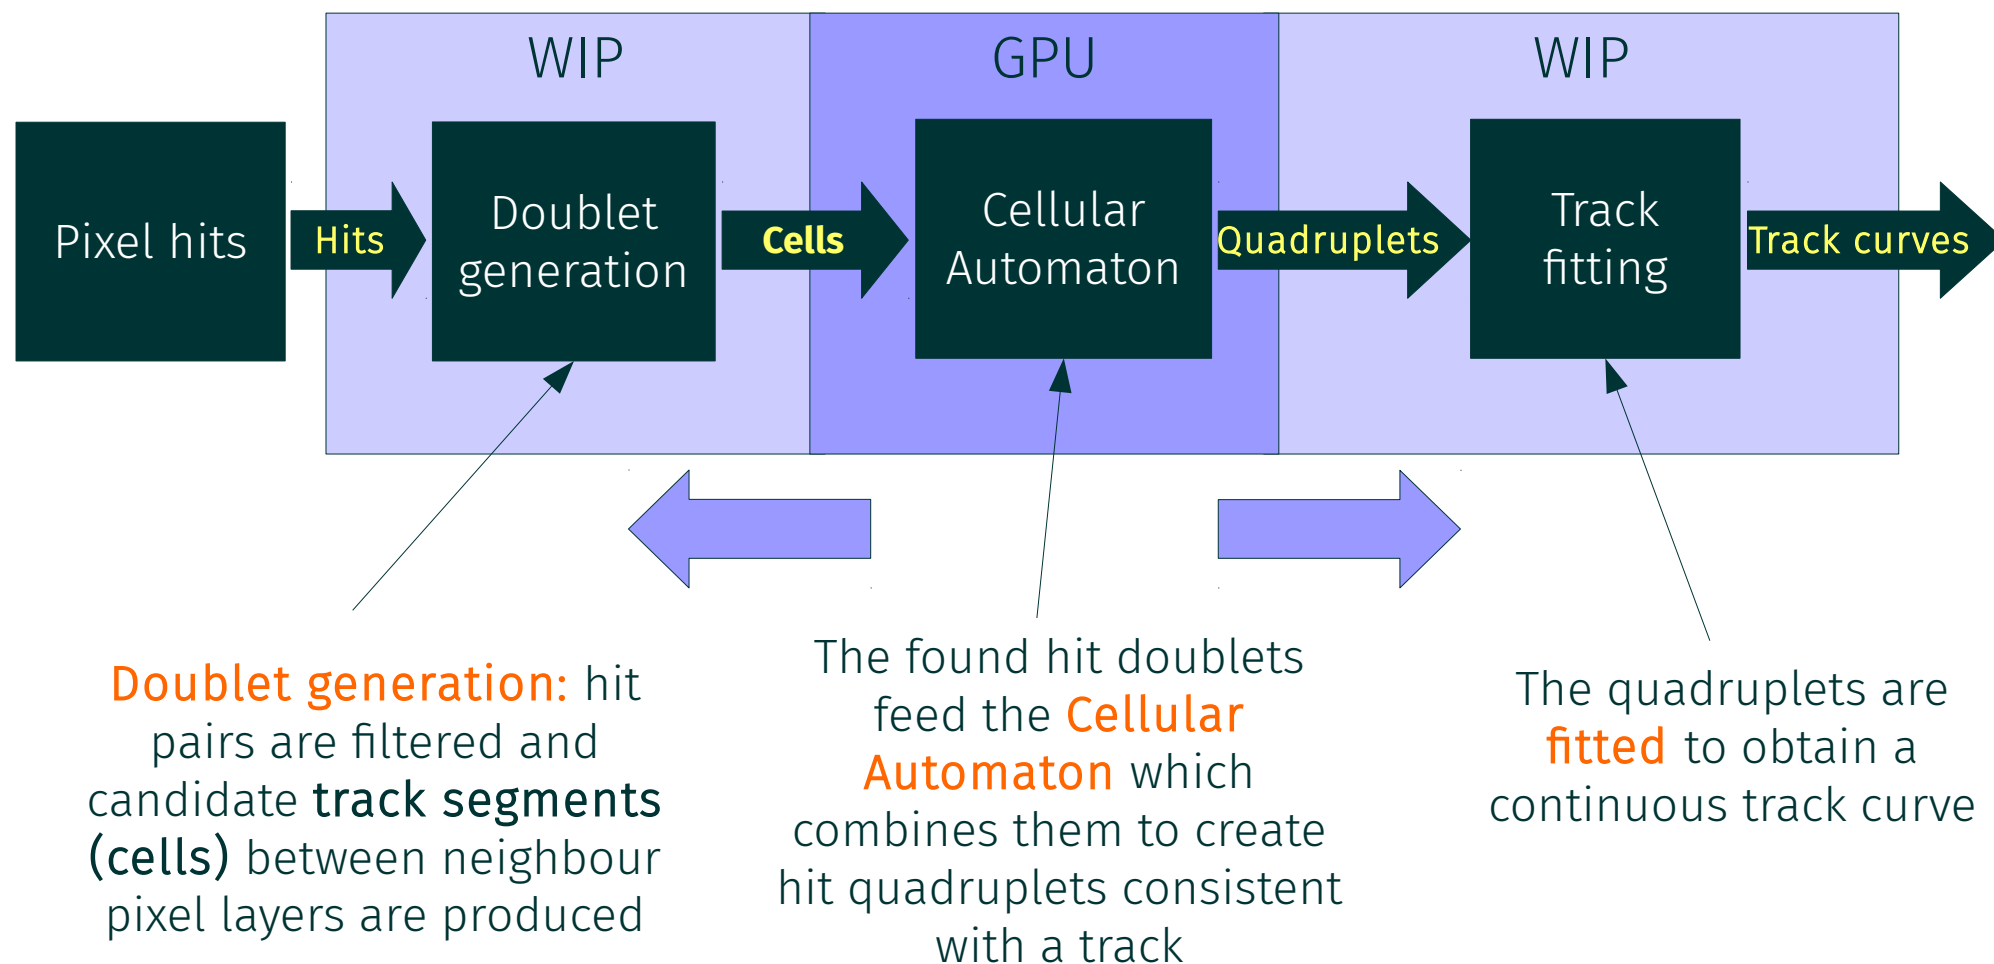 WIP
GPU
WIP
Pixel hits
Hits
Doublet
generation
Cells
Cellular
Automaton
Quadruplets
Track
fitting
Track curves
Doublet generation: hit
pairs are filtered and
candidate track segments
(cells) between neighbour
pixel layers are produced
The found hit doublets
feed the Cellular
Automaton which
combines them to create
hit quadruplets consistent
with a track
The quadruplets are
fitted to obtain a
continuous track curve